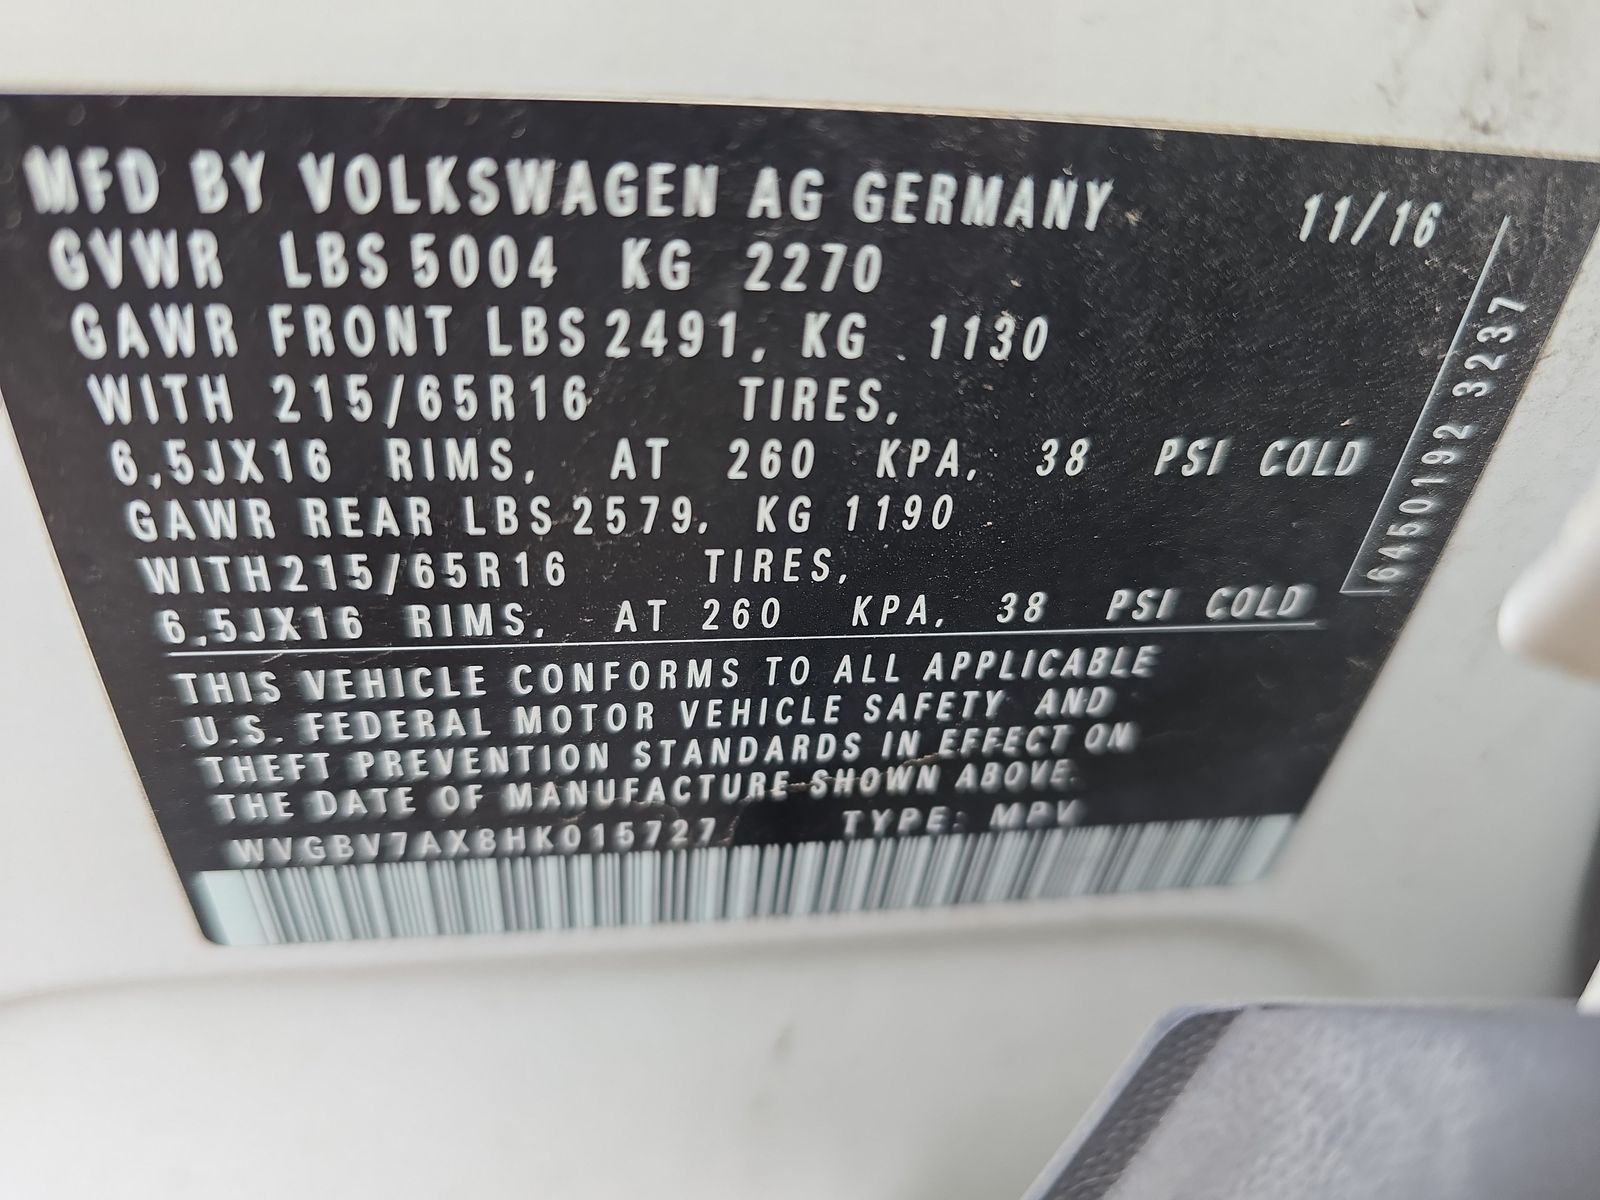 MFD BY VOLKSWAGEN AG GERMANY 11/16
GVWR LBS 5004 KG 2270
GAWR FRONT LBS 2491, KG 1130
WITH 215/65R16 TIRES,
6,5JX16 RIMS, AT 260 KPA, 38 PSI COLD
GAWR REAR LBS 2579, KG 1190
WITH 215/65R16 TIRES,
6,5JX16 RIMS, AT 260 KPA, 38 PSI COLD
6450192 3237
THIS VEHICLE CONFORMS TO ALL APPLICABLE
U.S. FEDERAL MOTOR VEHICLE SAFETY AND
THEFT PREVENTION STANDARDS IN EFFECT ON
THE DATE OF MANUFACTURE SHOWN ABOVE.
WVGBV7AX8HK015727 TYPE: MPV